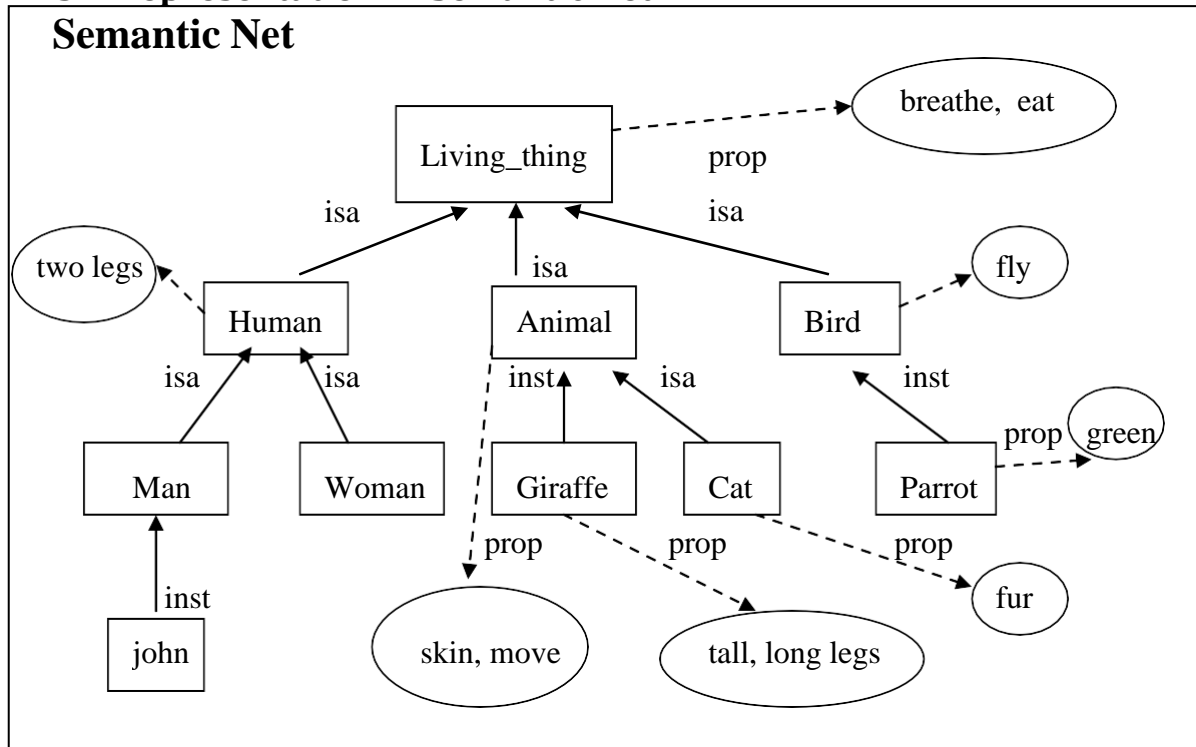 Semantic Net
breathe, eat
Living_thing
prop
isa
isa
two legs
isa
fly
Human
Animal
Bird
isa
isa
inst
isa
inst
prop
green
Man
Woman
Giraffe
Cat
Parrot
prop
prop
prop
inst
fur
john
skin, move
tall, long legs